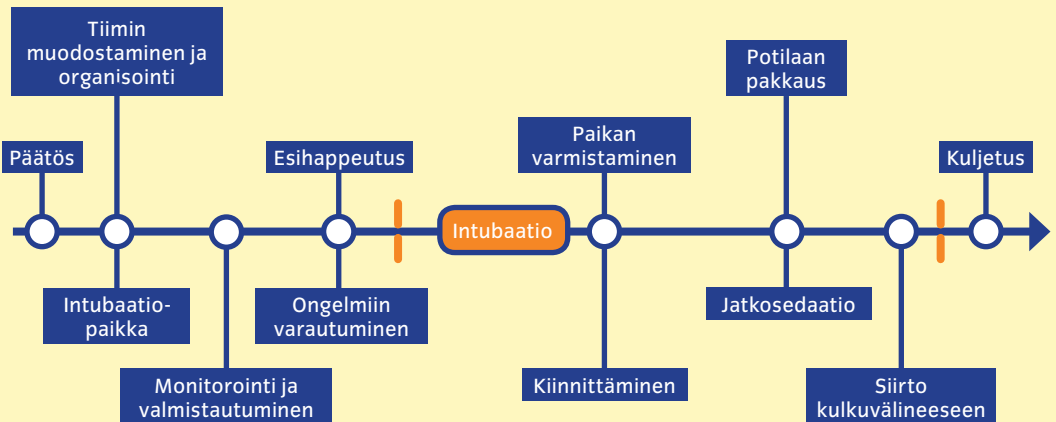 Tiimin
muodostaminen ja
organisointi
Päätös
Intubaatio-
paikka
Monitorointi ja
valmistautuminen
Esihappeutus
Ongelmiin
varautuminen
Intubaatio
Paikan
varmistaminen
Kiinnittäminen
Potilaan
pakkaus
Jatkosedaatio
Siirto
kulkuvälineeseen
Kuljetus